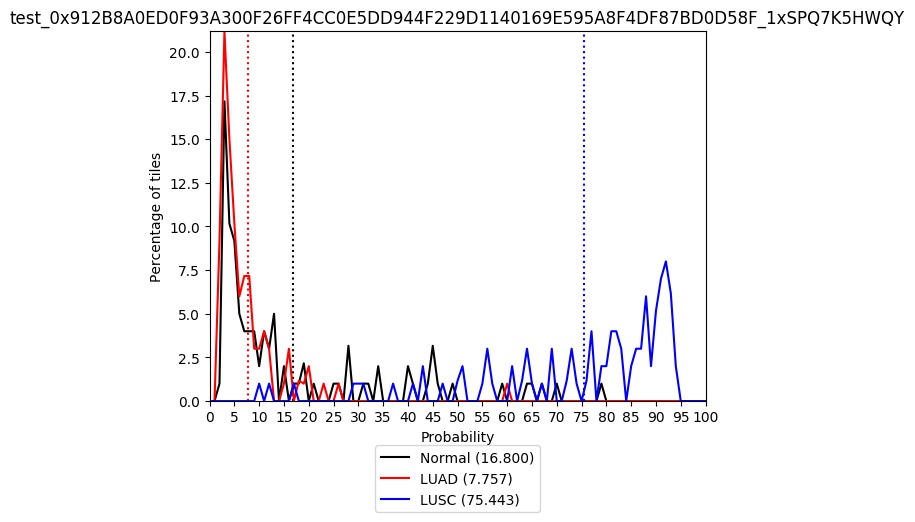 test_0x912B8A0ED0F93A300F26FF4CC0E5DD944F229D1140169E595A8F4DF87BD0D58F_1xSPQ7K5HWQY
20.0
17.5
15.0
12.5
10.0
7.5
5.0
2.5
0.0
Percentage of tiles
0 5 10 15 20 25 30 35 40 45 50 55 60 65 70 75 80 85 90 95 100
Probability
Normal (16.800)
LUAD (7.757)
LUSC (75.443)